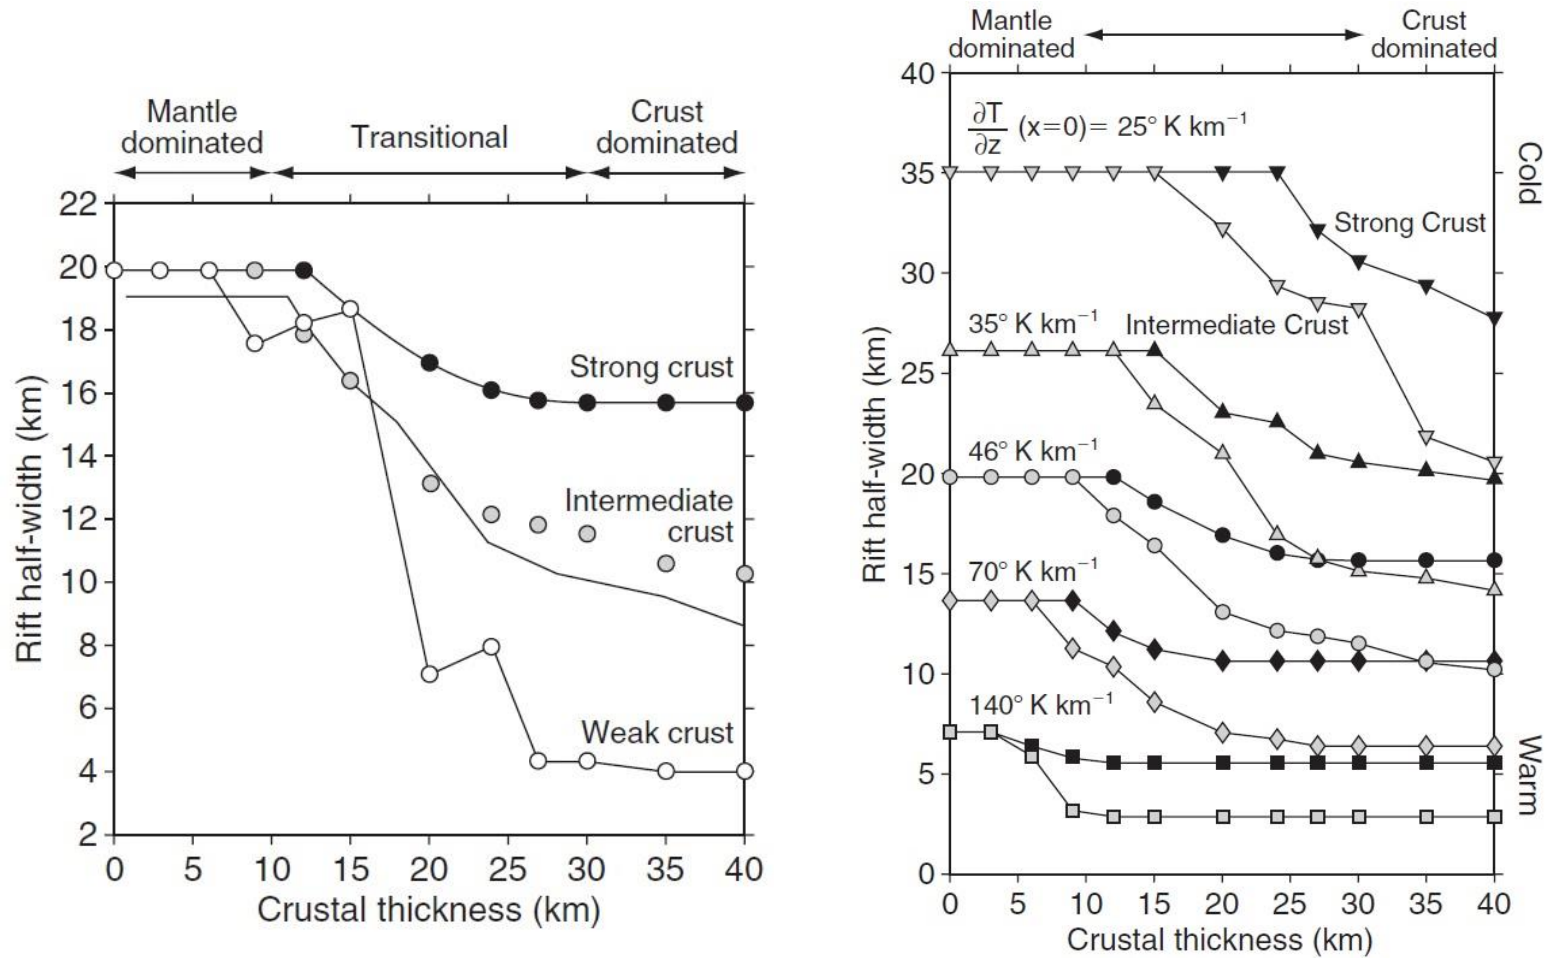 Mantle
dominated
Transitional
Crust
dominated
22
20
18
16
14
12
10
8
6
4
2
Rift half-width (km)
Strong crust
Intermediate
crust
Weak crust
0 5 10 15 20 25 30 35 40
Crustal thickness (km)
Mantle
dominated
Crust
dominated
40
35
30
25
20
15
10
5
0
Rift half-width (km)
∂T/∂z (x=0)= 25° K km⁻¹
Strong Crust
35° K km⁻¹
Intermediate Crust
46° K km⁻¹
70° K km⁻¹
140° K km⁻¹
Cold
Warm
0 5 10 15 20 25 30 35 40
Crustal thickness (km)